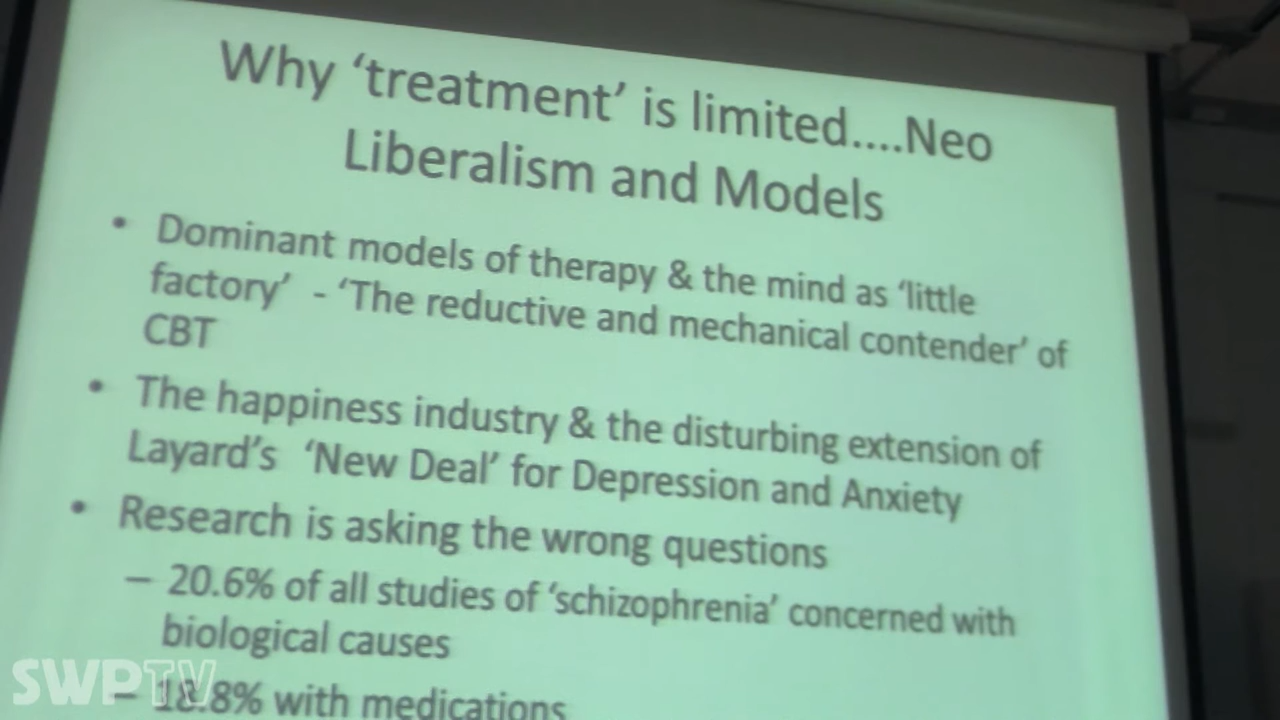 Why ‘treatment’ is limited....Neo
Liberalism and Models
• Dominant models of therapy & the mind as ‘little
factory’ - ‘The reductive and mechanical contender’ of
CBT
• The happiness industry & the disturbing extension of
Layard’s ‘New Deal’ for Depression and Anxiety
• Research is asking the wrong questions
– 20.6% of all studies of ‘schizophrenia’ concerned with
biological causes
– 18.8% with medications
SWPTV